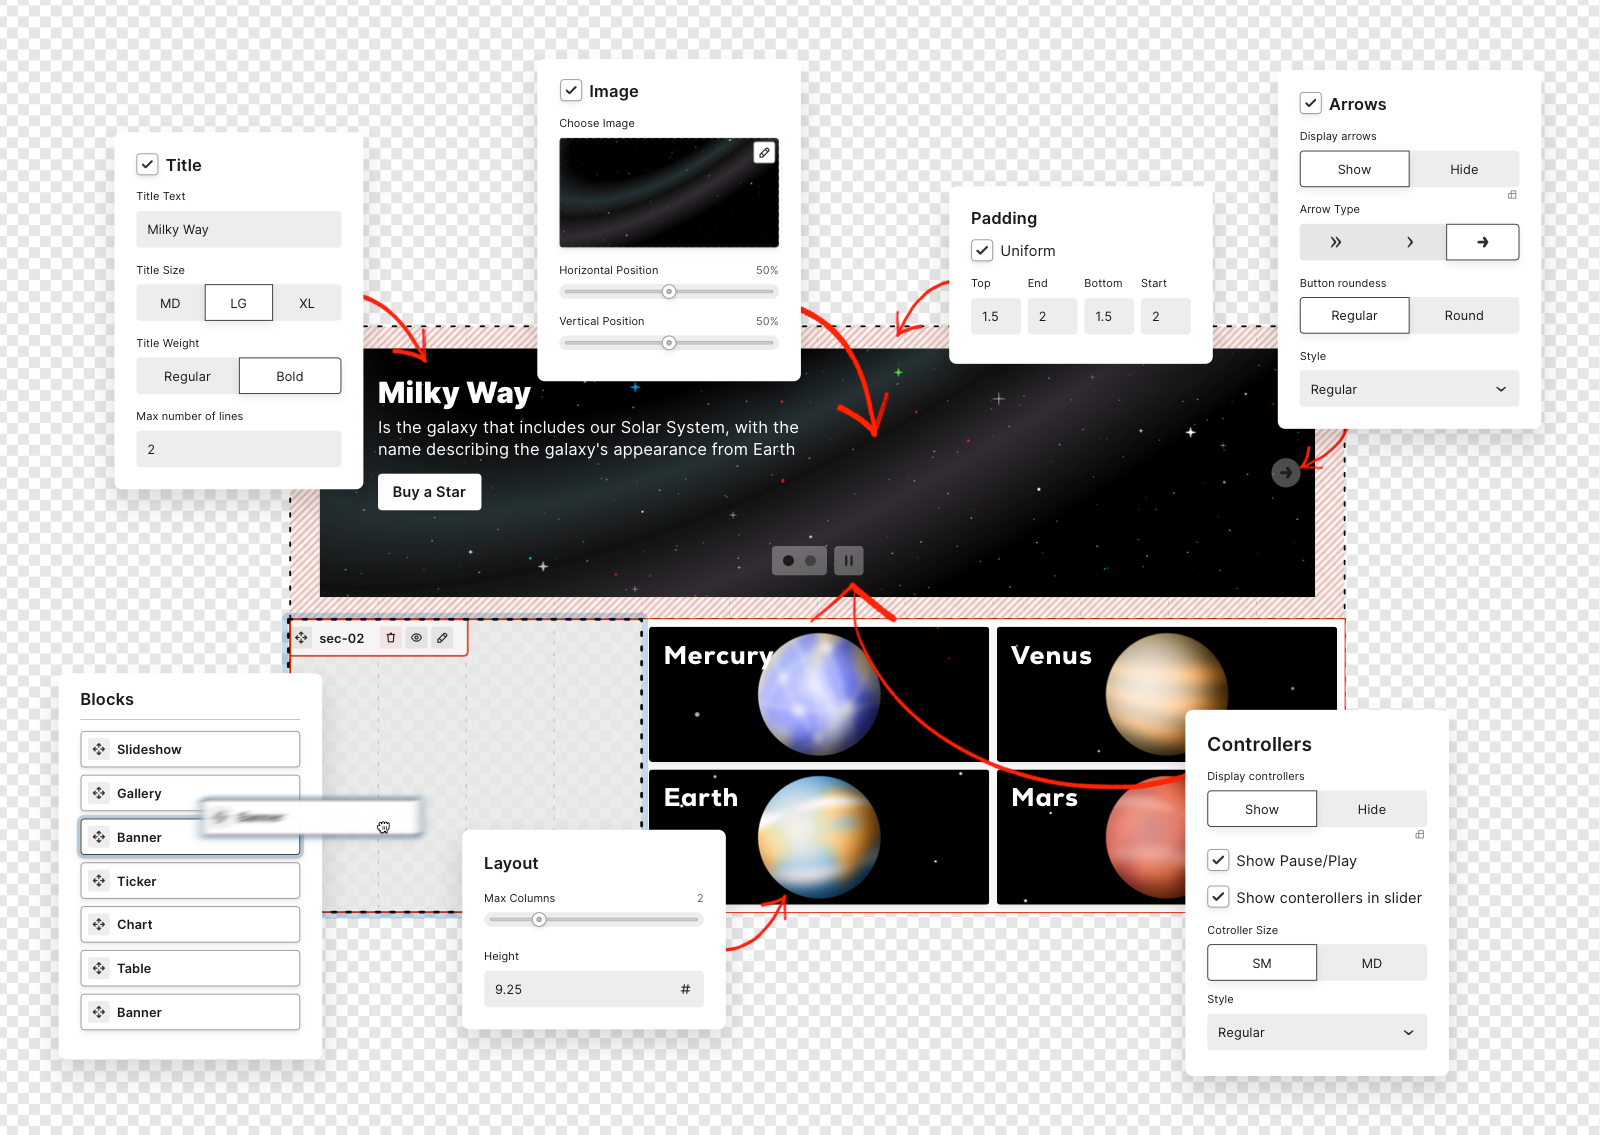 Title
Title Text
Milky Way
Title Size
MD LG XL
Title Weight
Regular Bold
Max number of lines
2
Image
Choose Image
Horizontal Position 50%
Vertical Position 50%
Padding
Uniform
Top End Bottom Start
1.5 2 1.5 2
Arrows
Display arrows
Show Hide
Arrow Type
Button roundess
Regular Round
Style
Regular
Milky Way
Is the galaxy that includes our Solar System, with the
name describing the galaxy's appearance from Earth
Buy a Star
sec-02
Mercury
Venus
Earth
Mars
Blocks
Slideshow
Gallery
Banner
Ticker
Chart
Table
Banner
Layout
Max Columns 2
Height
9.25 #
Controllers
Display controllers
Show Hide
Show Pause/Play
Show conterollers in slider
Cotroller Size
SM MD
Style
Regular